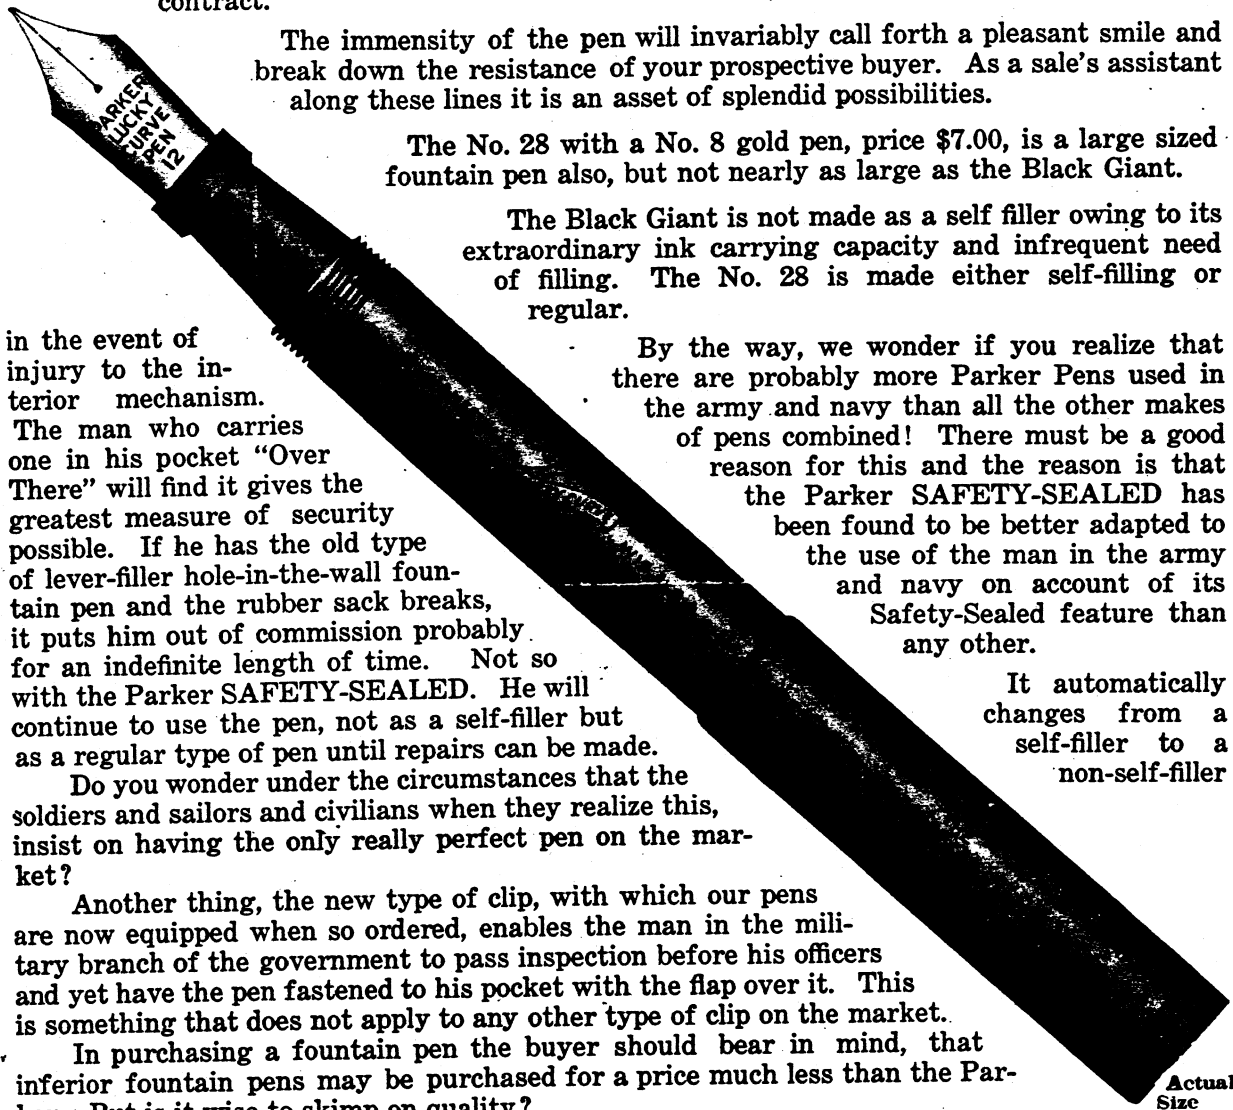 contract.
The immensity of the pen will invariably call forth a pleasant smile and
break down the resistance of your prospective buyer. As a sale's assistant
along these lines it is an asset of splendid possibilities.
The No. 28 with a No. 8 gold pen, price $7.00, is a large sized
fountain pen also, but not nearly as large as the Black Giant.
The Black Giant is not made as a self filler owing to its
extraordinary ink carrying capacity and infrequent need
of filling. The No. 28 is made either self-filling or
regular.
By the way, we wonder if you realize that
there are probably more Parker Pens used in
the army and navy than all the other makes
of pens combined! There must be a good
reason for this and the reason is that
the Parker SAFETY-SEALED has
been found to be better adapted to
the use of the man in the army
and navy on account of its
Safety-Sealed feature than
any other.
It automatically
changes from a
self-filler to a
non-self-filler
in the event of
injury to the in-
terior mechanism.
The man who carries
one in his pocket "Over
There" will find it gives the
greatest measure of security
possible. If he has the old type
of lever-filler hole-in-the-wall foun-
tain pen and the rubber sack breaks,
it puts him out of commission probably
for an indefinite length of time. Not so
with the Parker SAFETY-SEALED. He will
continue to use the pen, not as a self-filler but
as a regular type of pen until repairs can be made.
Do you wonder under the circumstances that the
soldiers and sailors and civilians when they realize this,
insist on having the only really perfect pen on the mar-
ket?
Another thing, the new type of clip, with which our pens
are now equipped when so ordered, enables the man in the mili-
tary branch of the government to pass inspection before his officers
and yet have the pen fastened to his pocket with the flap over it. This
is something that does not apply to any other type of clip on the market.
In purchasing a fountain pen the buyer should bear in mind, that
inferior fountain pens may be purchased for a price much less than the Par-
But is it wise to skimp on quality?
PARKER
LUCKY
CURVE
PEN
12
Actual
Size